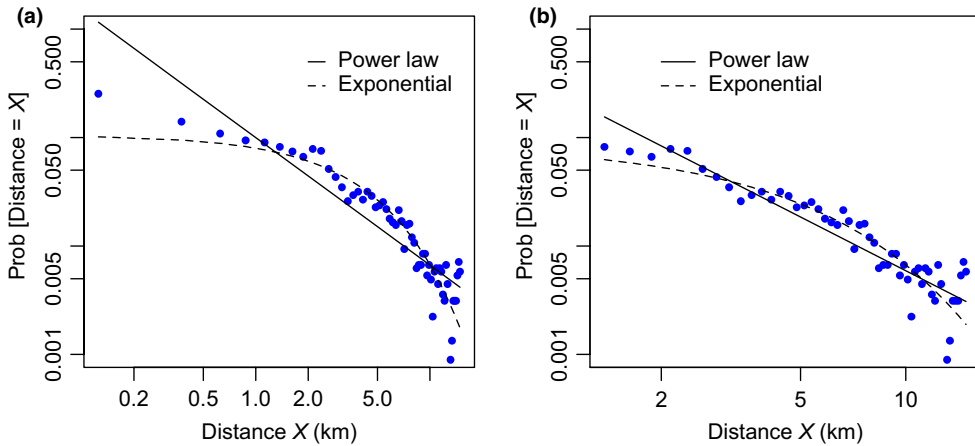 (a)
Prob [Distance = X]
0.500
0.050
0.005
0.001
Power law
Exponential
0.2 0.5 1.0 2.0 5.0
Distance X (km)
(b)
Prob [Distance = X]
0.500
0.050
0.005
0.001
Power law
Exponential
2 5 10
Distance X (km)